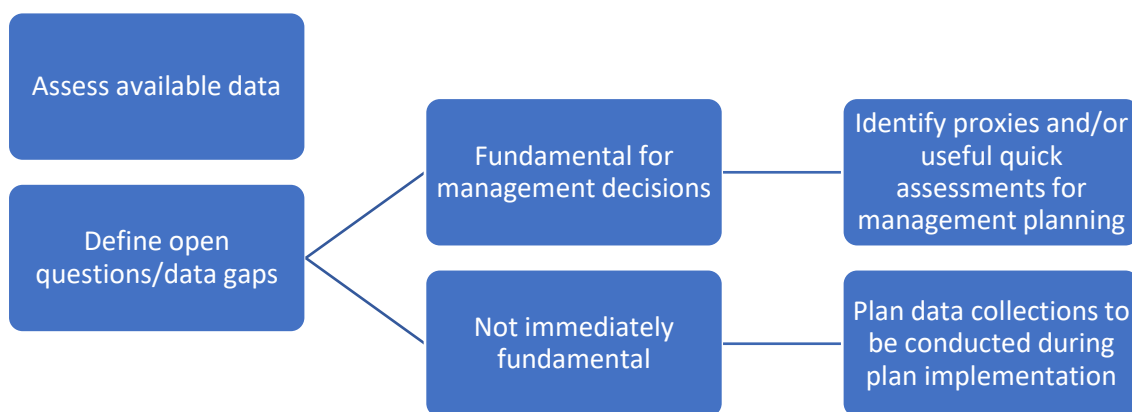 Assess available data
Define open
questions/data gaps
Fundamental for
management decisions
Not immediately
fundamental
Identify proxies and/or
useful quick
assessments for
management planning
Plan data collections to
be conducted during
plan implementation